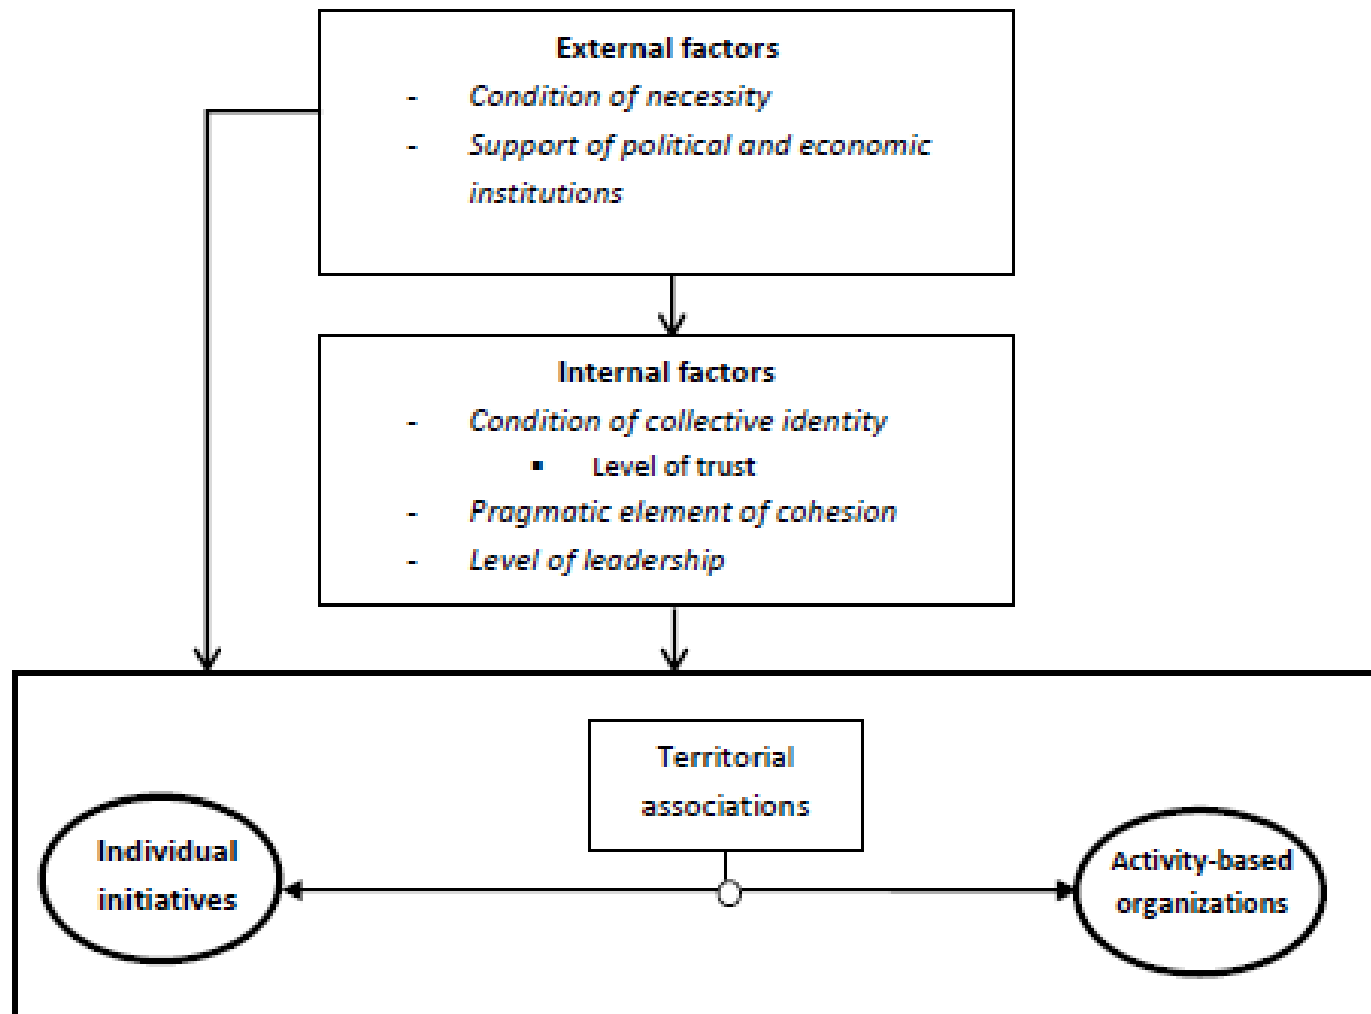 External factors
- Condition of necessity
- Support of political and economic
institutions
Internal factors
- Condition of collective identity
▪ Level of trust
- Pragmatic element of cohesion
- Level of leadership
Territorial
associations
Individual
initiatives
Activity-based
organizations